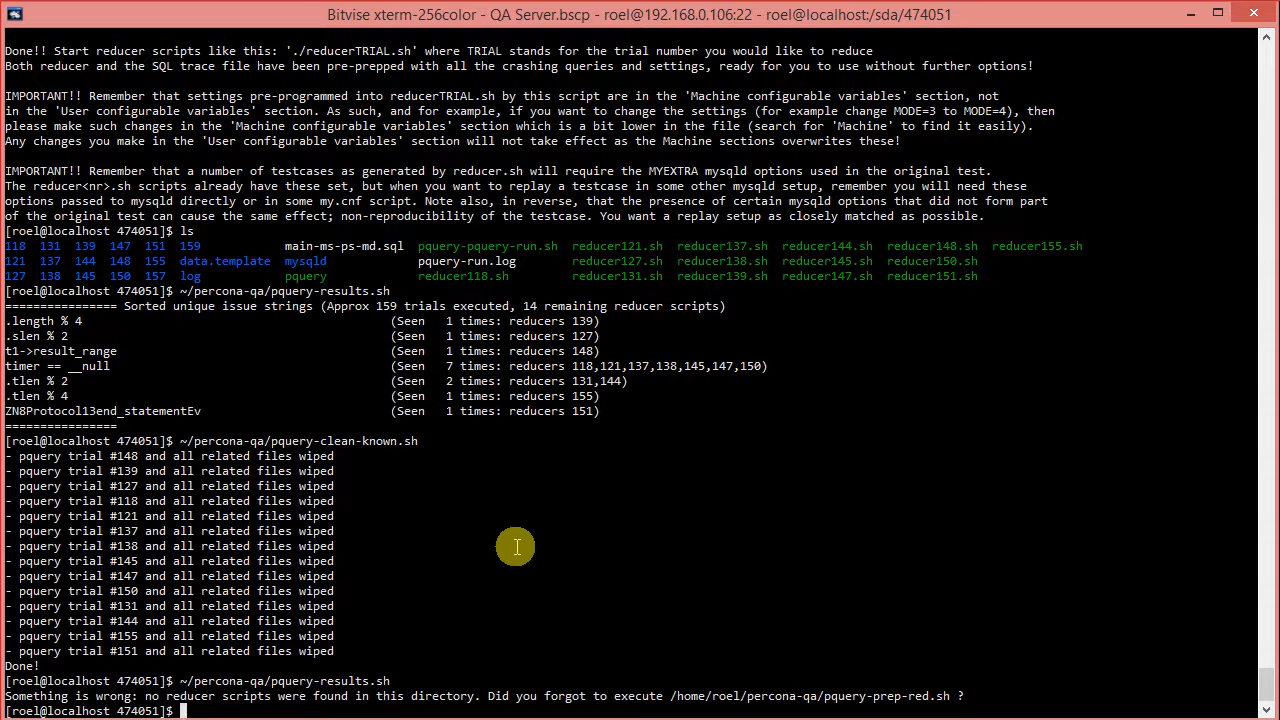 Bitvise xterm-256color - QA Server.bscp - roel@192.168.0.106:22 - roel@localhost:/sda/474051
Done!! Start reducer scripts like this: './reducerTRIAL.sh' where TRIAL stands for the trial number you would like to reduce
Both reducer and the SQL trace file have been pre-prepped with all the crashing queries and settings, ready for you to use without further options!
IMPORTANT!! Remember that settings pre-programmed into reducerTRIAL.sh by this script are in the 'Machine configurable variables' section, not
in the 'User configurable variables' section. As such, and for example, if you want to change the settings (for example change MODE=3 to MODE=4), then
please make such changes in the 'Machine configurable variables' section which is a bit lower in the file (search for 'Machine' to find it easily).
Any changes you make in the 'User configurable variables' section will not take effect as the Machine sections overwrites these!
IMPORTANT!! Remember that a number of testcases as generated by reducer.sh will require the MYEXTRA mysqld options used in the original test.
The reducer<nr>.sh scripts already have these set, but when you want to replay a testcase in some other mysqld setup, remember you will need these
options passed to mysqld directly or in some my.cnf script. Note also, in reverse, that the presence of certain mysqld options that did not form part
of the original test can cause the same effect; non-reproducibility of the testcase. You want a replay setup as closely matched as possible.
[roel@localhost 474051]$ ls
118 131 139 147 151 159 main-ms-ps-md.sql pquery-pquery-run.sh reducer121.sh reducer137.sh reducer144.sh reducer148.sh reducer155.sh
121 137 144 148 155 data.template mysqld pquery-run.log reducer127.sh reducer138.sh reducer145.sh reducer150.sh
127 138 145 150 157 log pquery reducer118.sh reducer131.sh reducer139.sh reducer147.sh reducer151.sh
[roel@localhost 474051]$ ~/percona-qa/pquery-results.sh
================ Sorted unique issue strings (Approx 159 trials executed, 14 remaining reducer scripts)
.length % 4 (Seen 1 times: reducers 139)
.slen % 2 (Seen 1 times: reducers 127)
t1->result_range (Seen 1 times: reducers 148)
timer == __null (Seen 7 times: reducers 118,121,137,138,145,147,150)
.tlen % 2 (Seen 2 times: reducers 131,144)
.tlen % 4 (Seen 1 times: reducers 155)
ZN8Protocol13end_statementEv (Seen 1 times: reducers 151)
================
[roel@localhost 474051]$ ~/percona-qa/pquery-clean-known.sh
- pquery trial #148 and all related files wiped
- pquery trial #139 and all related files wiped
- pquery trial #127 and all related files wiped
- pquery trial #118 and all related files wiped
- pquery trial #121 and all related files wiped
- pquery trial #137 and all related files wiped
- pquery trial #138 and all related files wiped
- pquery trial #145 and all related files wiped
- pquery trial #147 and all related files wiped
- pquery trial #150 and all related files wiped
- pquery trial #131 and all related files wiped
- pquery trial #144 and all related files wiped
- pquery trial #155 and all related files wiped
- pquery trial #151 and all related files wiped
Done!
[roel@localhost 474051]$ ~/percona-qa/pquery-results.sh
Something is wrong: no reducer scripts were found in this directory. Did you forgot to execute /home/roel/percona-qa/pquery-prep-red.sh ?
[roel@localhost 474051]$